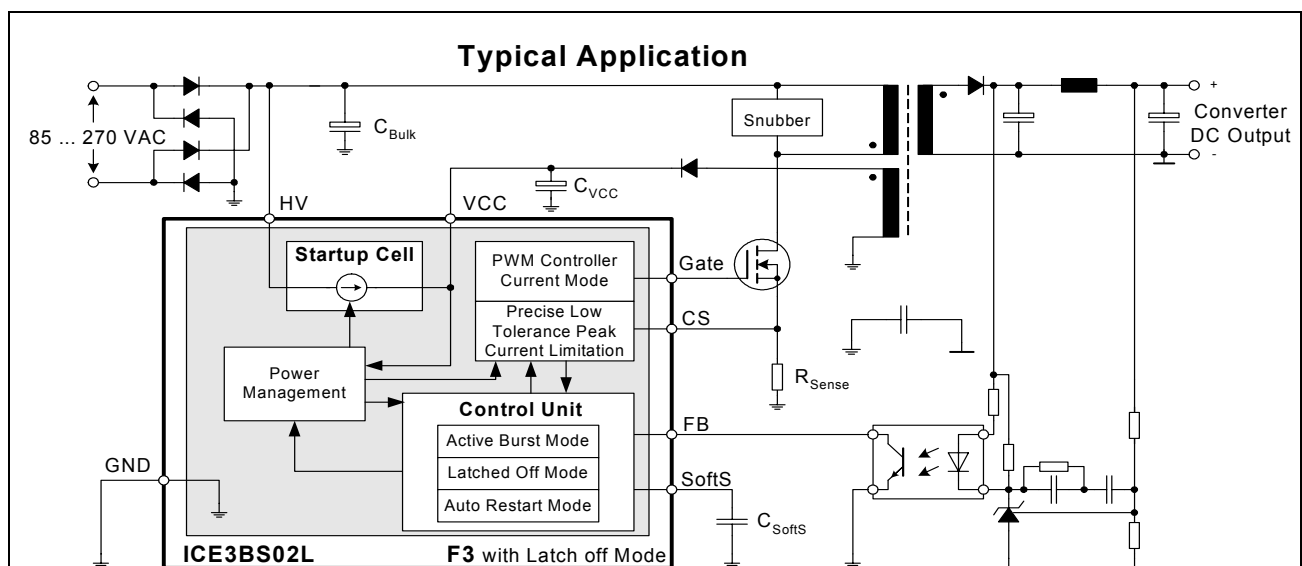 Typical Application
+
Snubber
Converter
DC Output
-
85 ... 270 VAC
C_Bulk
C_VCC
HV
VCC
Startup Cell
PWM Controller
Current Mode
Gate
Precise Low
Tolerance Peak
Current Limitation
CS
R_Sense
Power
Management
Control Unit
Active Burst Mode
Latched Off Mode
Auto Restart Mode
FB
SoftS
C_SoftS
GND
ICE3BS02L
F3 with Latch off Mode